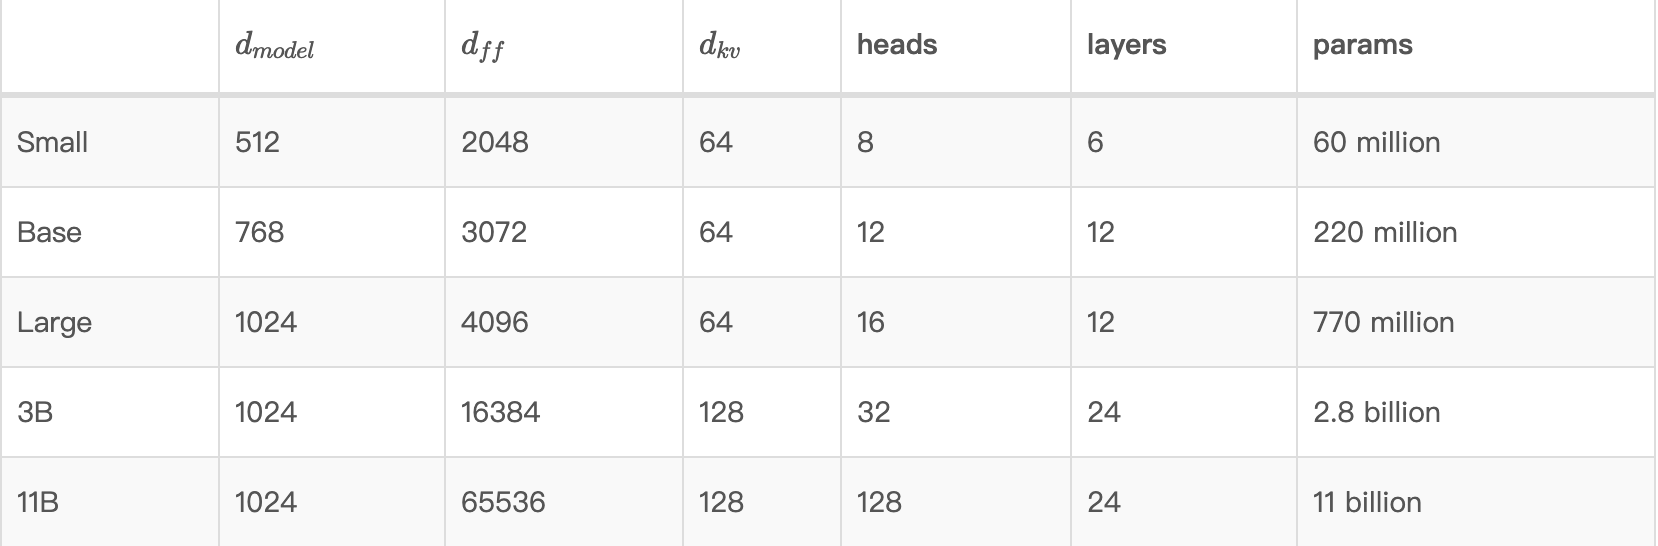 d_model d_ff d_kv heads layers params
Small 512 2048 64 8 6 60 million
Base 768 3072 64 12 12 220 million
Large 1024 4096 64 16 12 770 million
3B 1024 16384 128 32 24 2.8 billion
11B 1024 65536 128 128 24 11 billion